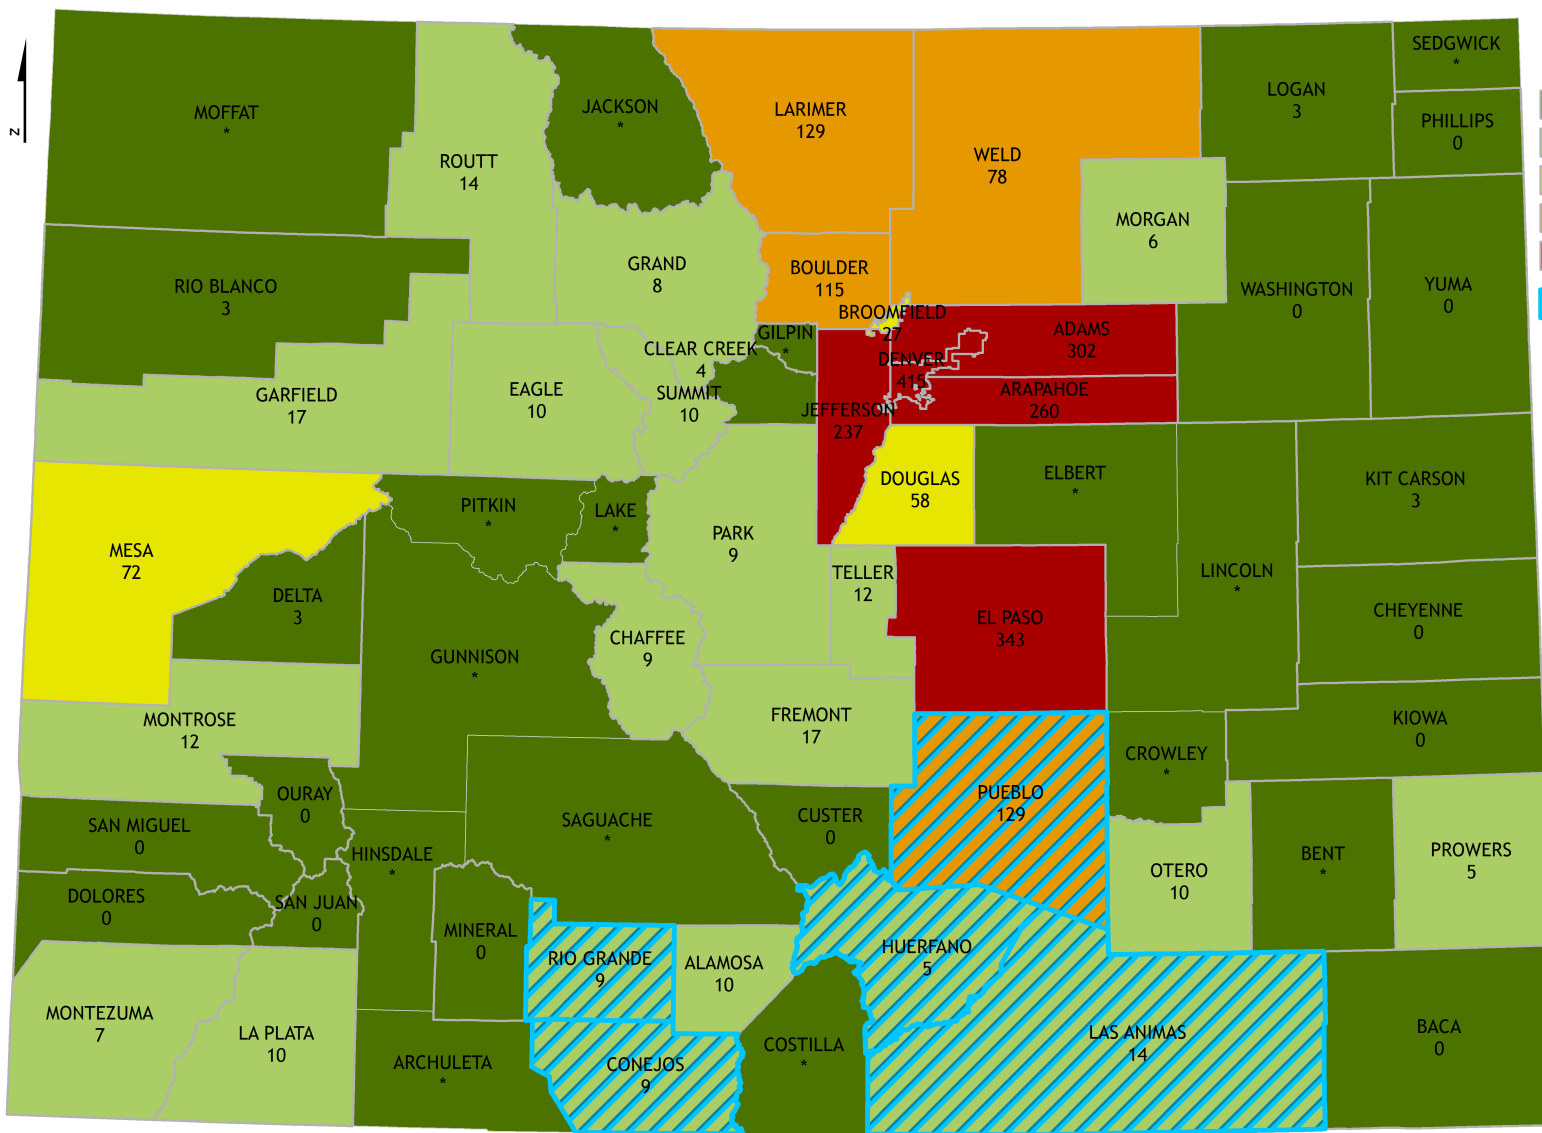 SEDGWICK
*
LOGAN
3
JACKSON
*
LARIMER
129
MOFFAT
*
PHILLIPS
0
WELD
78
ROUTT
14
MORGAN
6
GRAND
8
BOULDER
115
RIO BLANCO
3
YUMA
0
WASHINGTON
0
BROOMFIELD
27
ADAMS
302
GILPIN
*
CLEAR CREEK
4
DENVER
415
ARAPAHOE
260
EAGLE
10
SUMMIT
10
GARFIELD
17
JEFFERSON
237
DOUGLAS
58
ELBERT
*
KIT CARSON
3
PITKIN
*
LAKE
*
PARK
9
MESA
72
TELLER
12
LINCOLN
*
DELTA
3
CHEYENNE
0
EL PASO
343
CHAFFEE
9
GUNNISON
*
FREMONT
17
MONTROSE
12
KIOWA
0
CROWLEY
*
OURAY
0
PUEBLO
129
CUSTER
0
SAGUACHE
*
SAN MIGUEL
0
HINSDALE
*
BENT
*
PROWERS
5
OTERO
10
DOLORES
0
SAN JUAN
0
MINERAL
0
HUERFANO
5
RIO GRANDE
9
ALAMOSA
10
MONTEZUMA
7
LA PLATA
10
BACA
0
LAS ANIMAS
14
COSTILLA
*
ARCHULETA
*
CONEJOS
9
N